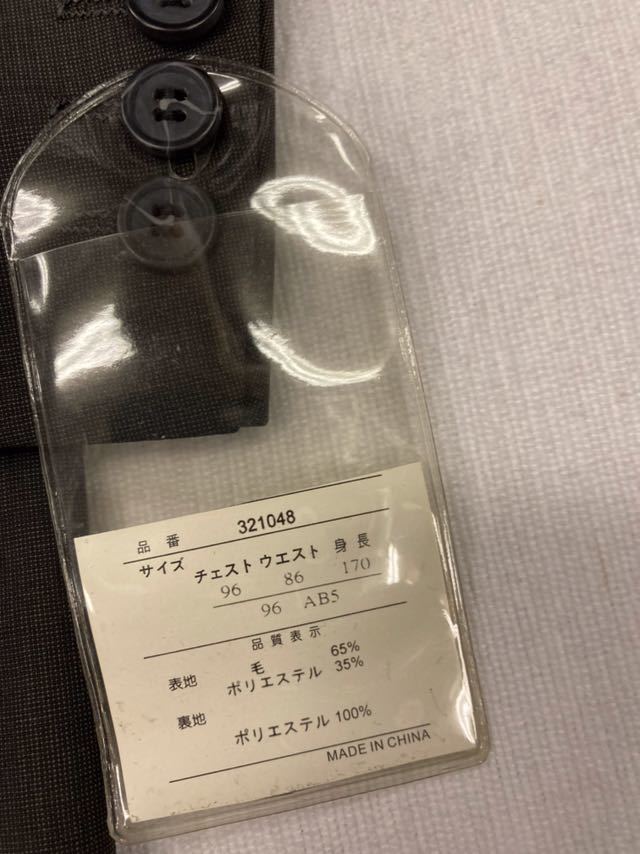 品番 321048
サイズ チェスト ウエスト 身長
96 86 170
96 AB5
品質表示
表地 毛 65%
ポリエステル 35%
裏地 ポリエステル 100%
MADE IN CHINA